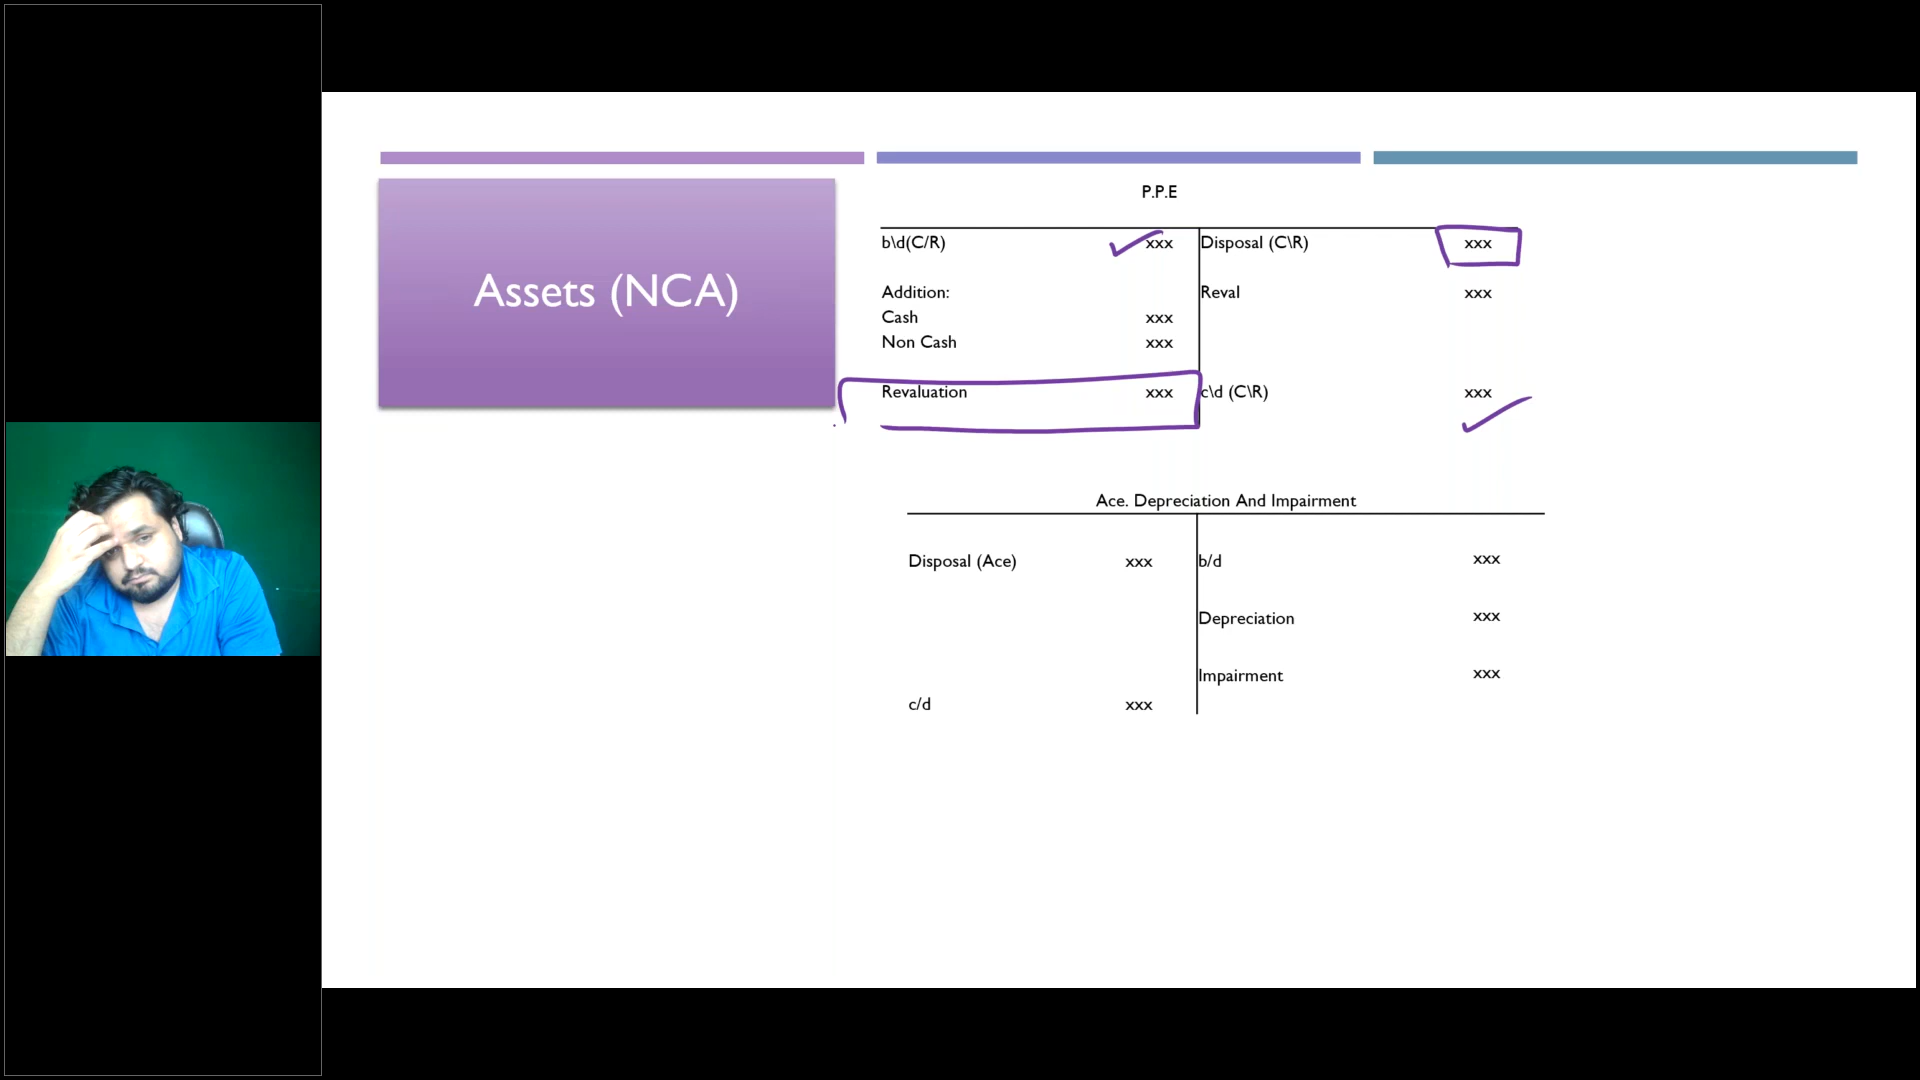 Assets (NCA)
P.P.E
b\d(C/R) xxx Disposal (C\R) xxx
Addition: Reval xxx
Cash xxx
Non Cash xxx
Revaluation xxx c\d (C\R) xxx
Ace. Depreciation And Impairment
Disposal (Ace) xxx b/d xxx
Depreciation xxx
Impairment xxx
c/d xxx